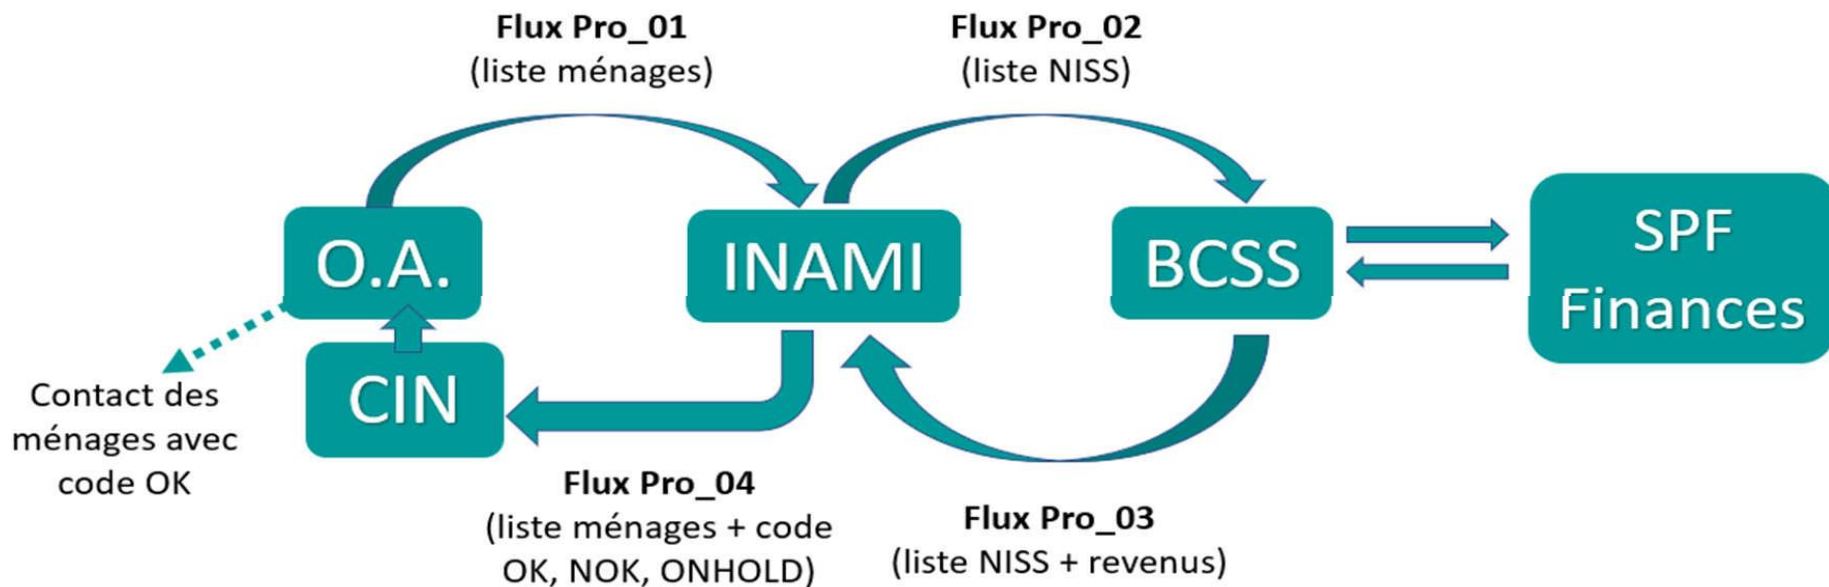 Flux Pro_01
(liste ménages)
Flux Pro_02
(liste NISS)
O.A.
INAMI
BCSS
SPF
Finances
CIN
Contact des
ménages avec
code OK
Flux Pro_04
(liste ménages + code
OK, NOK, ONHOLD)
Flux Pro_03
(liste NISS + revenus)